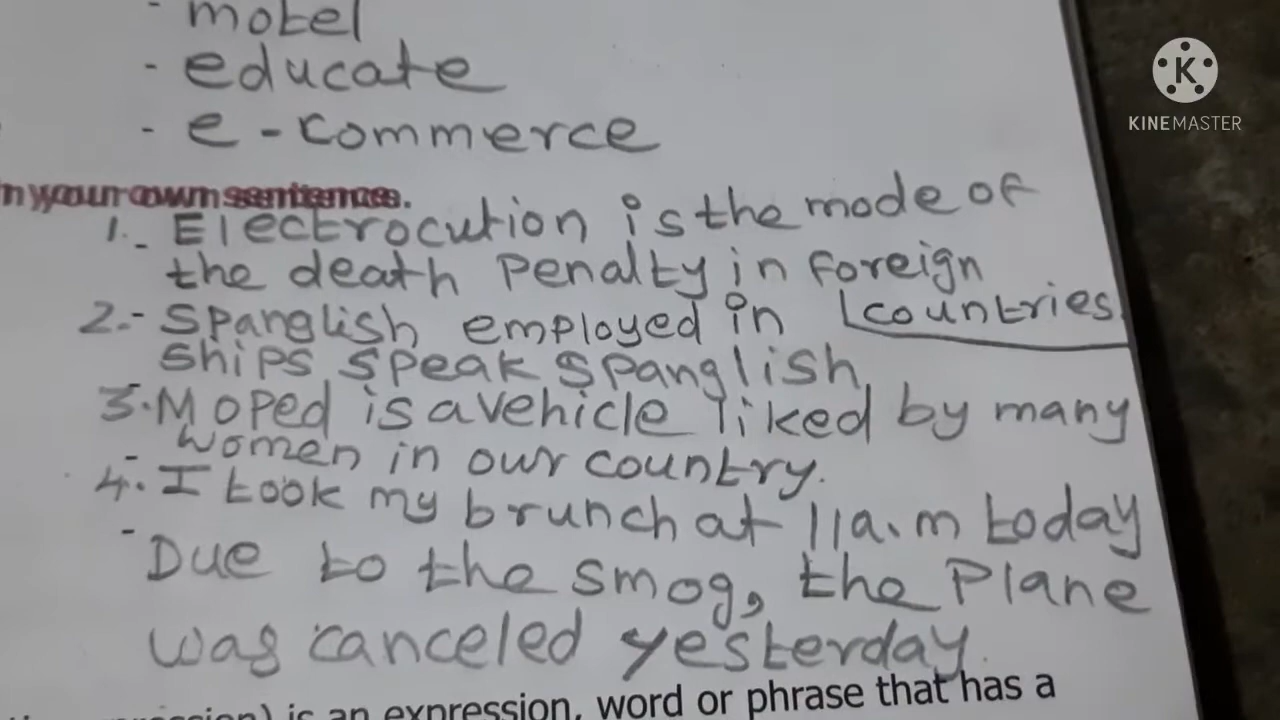 - motel
- educate
- e-commerce
K
KINEMASTER
n your own sentences.
1. - Electrocution is the mode of
the death Penalty in foreign
countries.
2. - Spanglish employed in
ships speak spanglish
3. Moped is a vehicle liked by many
- women in our country.
4. I took my brunch at 11a.m today
- Due to the smog, the Plane
was canceled yesterday.
) is an expression, word or phrase that has a